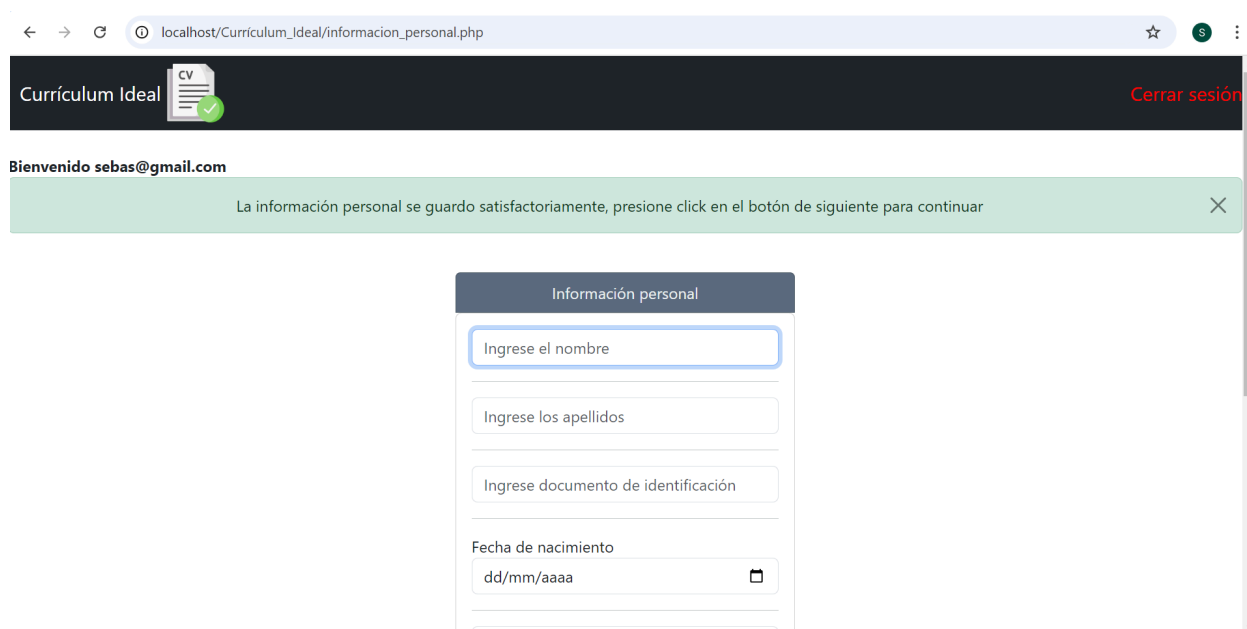 localhost/Currículum_Ideal/informacion_personal.php
S
Currículum Ideal
CV
Cerrar sesión
Bienvenido sebas@gmail.com
La información personal se guardo satisfactoriamente, presione click en el botón de siguiente para continuar
Información personal
Ingrese el nombre
Ingrese los apellidos
Ingrese documento de identificación
Fecha de nacimiento
dd/mm/aaaa